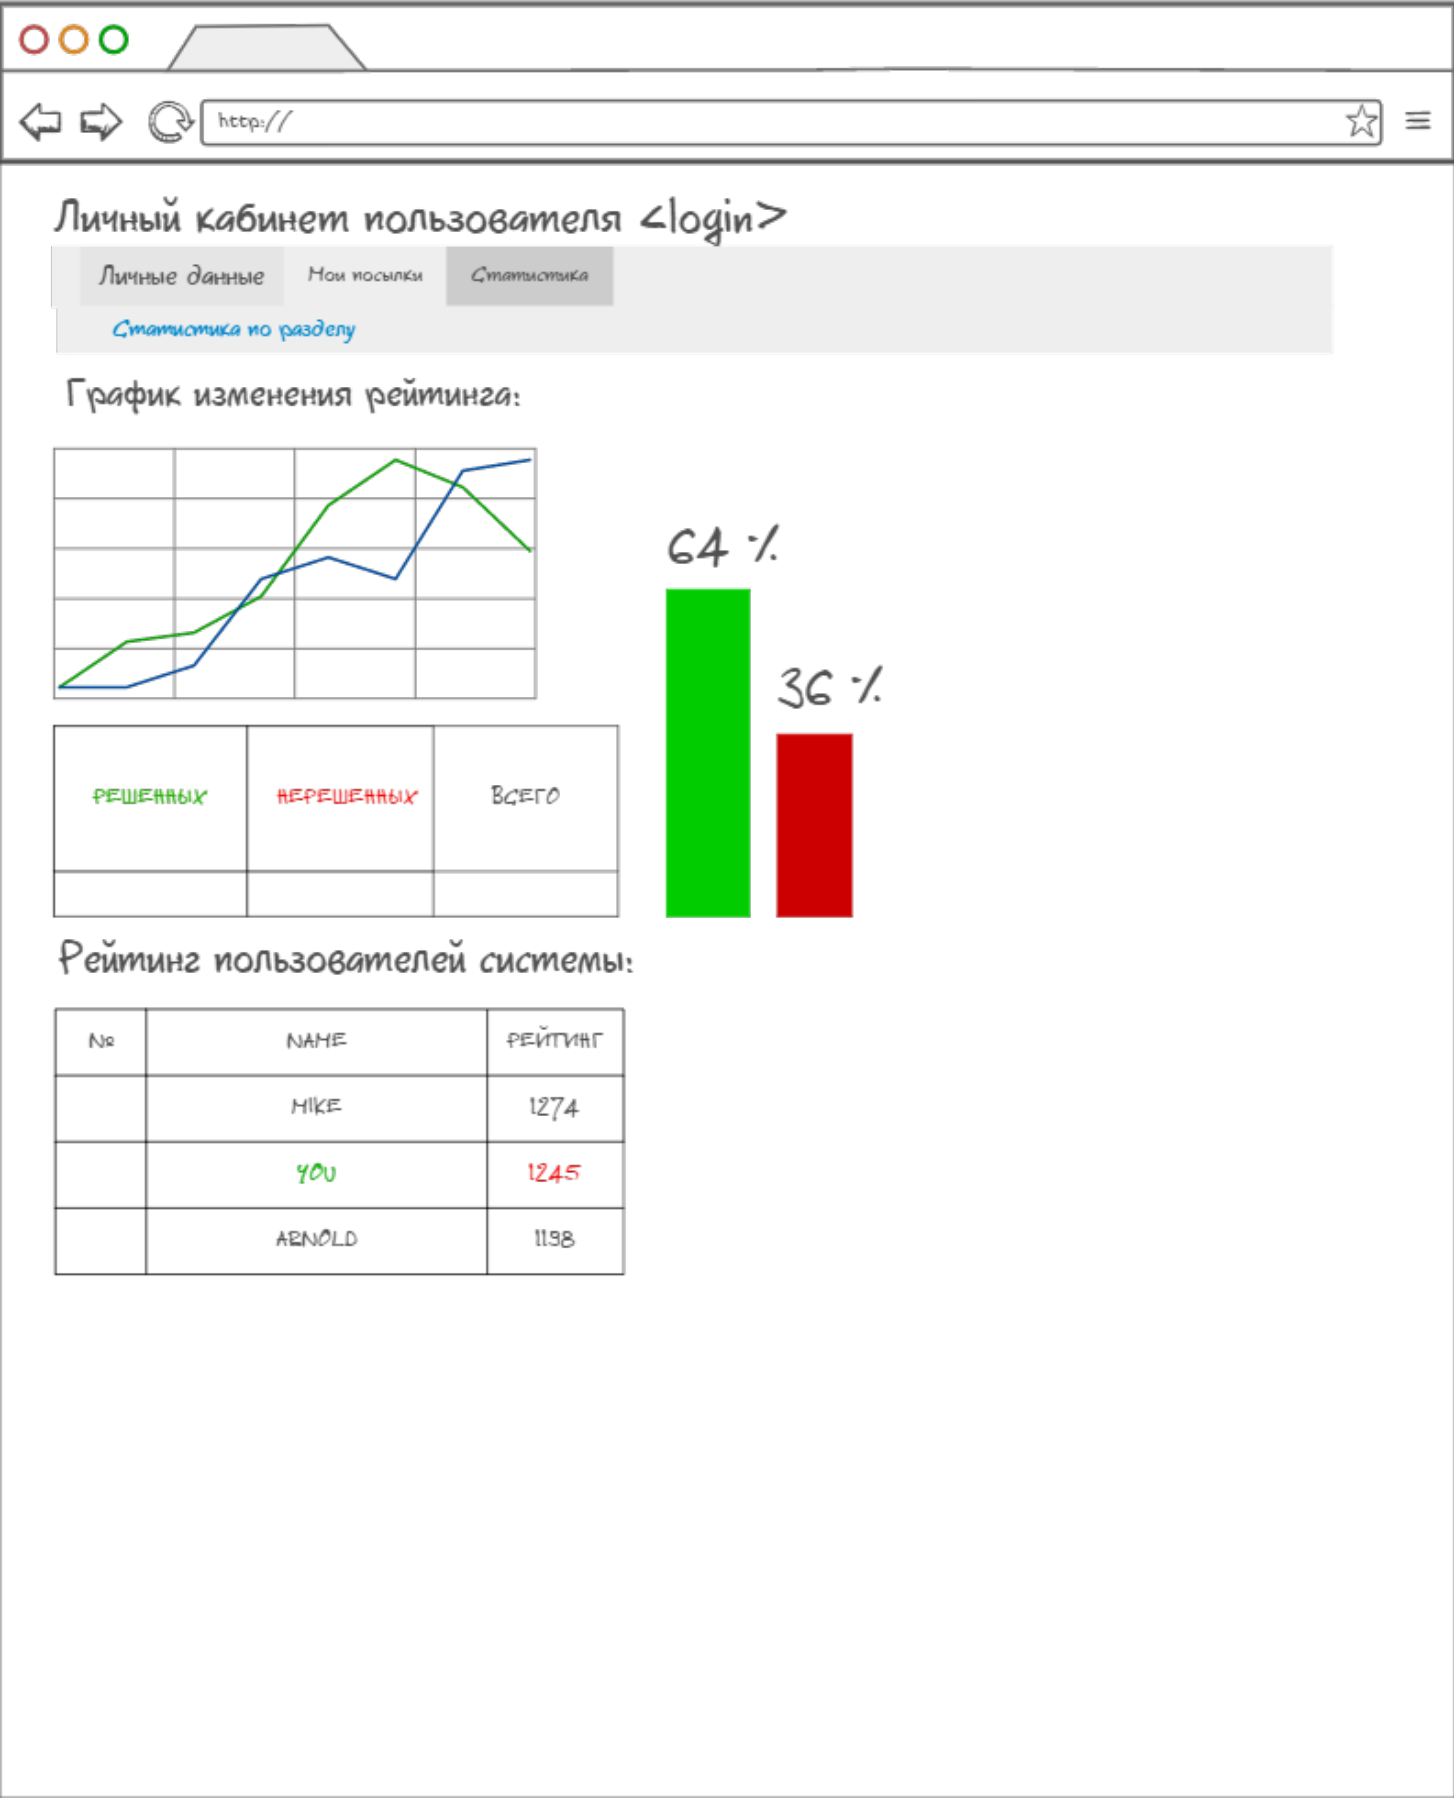 http://
Личный кабинет пользователя <login>
Личные данные Мои посылки Статистика
Статистика по разделу
График изменения рейтинга:
64 %
36 %
РЕШЕННЫХ НЕРЕШЕННЫХ ВСЕГО
Рейтинг пользователей системы:
№ NAME РЕЙТИНГ
MIKE 1274
YOU 1245
ARNOLD 1198